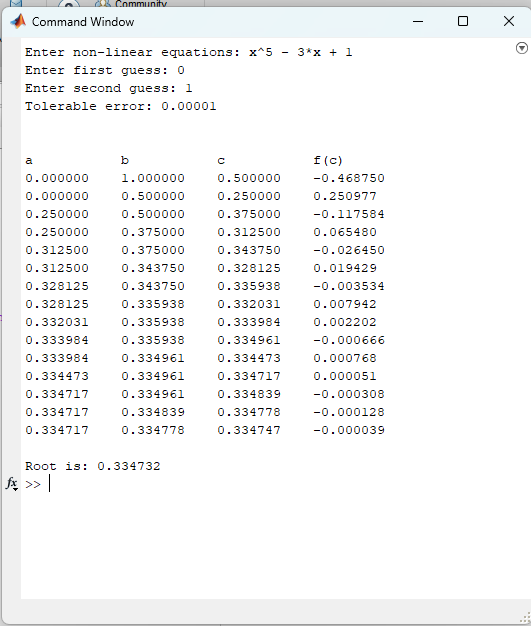 Community
Command Window
Enter non-linear equations: x^5 - 3*x + 1
Enter first guess: 0
Enter second guess: 1
Tolerable error: 0.00001
a b c f(c)
0.000000 1.000000 0.500000 -0.468750
0.000000 0.500000 0.250000 0.250977
0.250000 0.500000 0.375000 -0.117584
0.250000 0.375000 0.312500 0.065480
0.312500 0.375000 0.343750 -0.026450
0.312500 0.343750 0.328125 0.019429
0.328125 0.343750 0.335938 -0.003534
0.328125 0.335938 0.332031 0.007942
0.332031 0.335938 0.333984 0.002202
0.333984 0.335938 0.334961 -0.000666
0.333984 0.334961 0.334473 0.000768
0.334473 0.334961 0.334717 0.000051
0.334717 0.334961 0.334839 -0.000308
0.334717 0.334839 0.334778 -0.000128
0.334717 0.334778 0.334747 -0.000039
Root is: 0.334732
fx >>